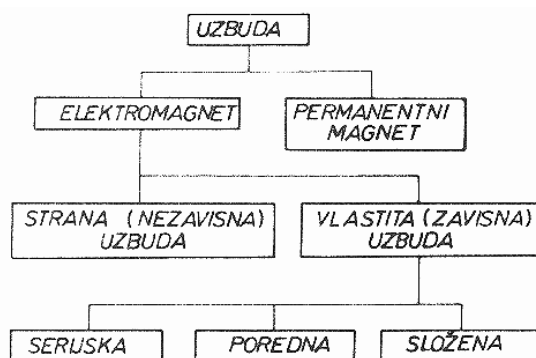 UZBUDA
ELEKTROMAGNET
PERMANENTNI
MAGNET
STRANA (NEZAVISNA)
UZBUDA
VLASTITA (ZAVISNA)
UZBUDA
SERIJSKA
POREDNA
SLOŽENA